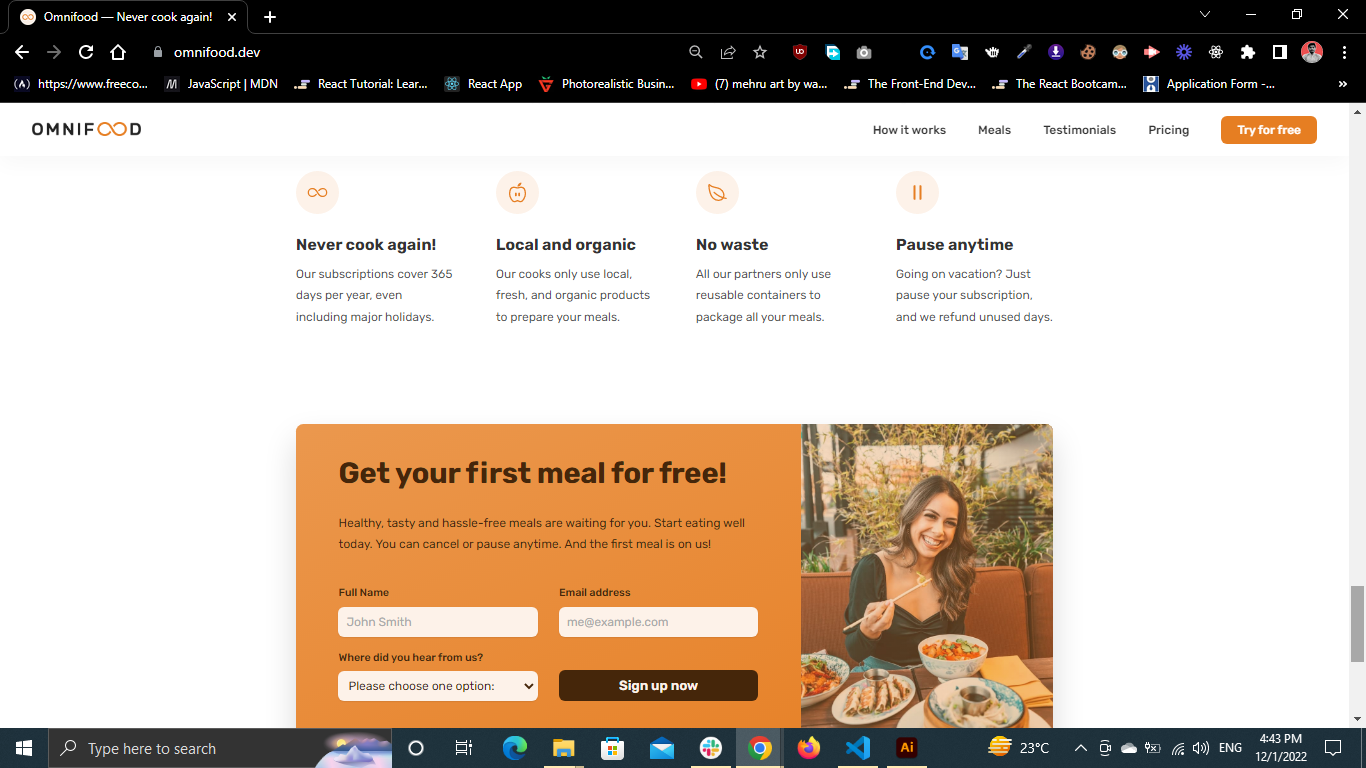 Omnifood — Never cook again!
omnifood.dev
https://www.freeco...
JavaScript | MDN
React Tutorial: Lear...
React App
Photorealistic Busin...
(7) mehru art by wa...
The Front-End Dev...
The React Bootcam...
Application Form -...
OMNIFOOD
How it works
Meals
Testimonials
Pricing
Try for free
Never cook again!
Our subscriptions cover 365
days per year, even
including major holidays.
Local and organic
Our cooks only use local,
fresh, and organic products
to prepare your meals.
No waste
All our partners only use
reusable containers to
package all your meals.
Pause anytime
Going on vacation? Just
pause your subscription,
and we refund unused days.
Get your first meal for free!
Healthy, tasty and hassle-free meals are waiting for you. Start eating well
today. You can cancel or pause anytime. And the first meal is on us!
Full Name
Email address
John Smith
me@example.com
Where did you hear from us?
Please choose one option:
Sign up now
Type here to search
Ai
23°C
ENG
4:43 PM
12/1/2022